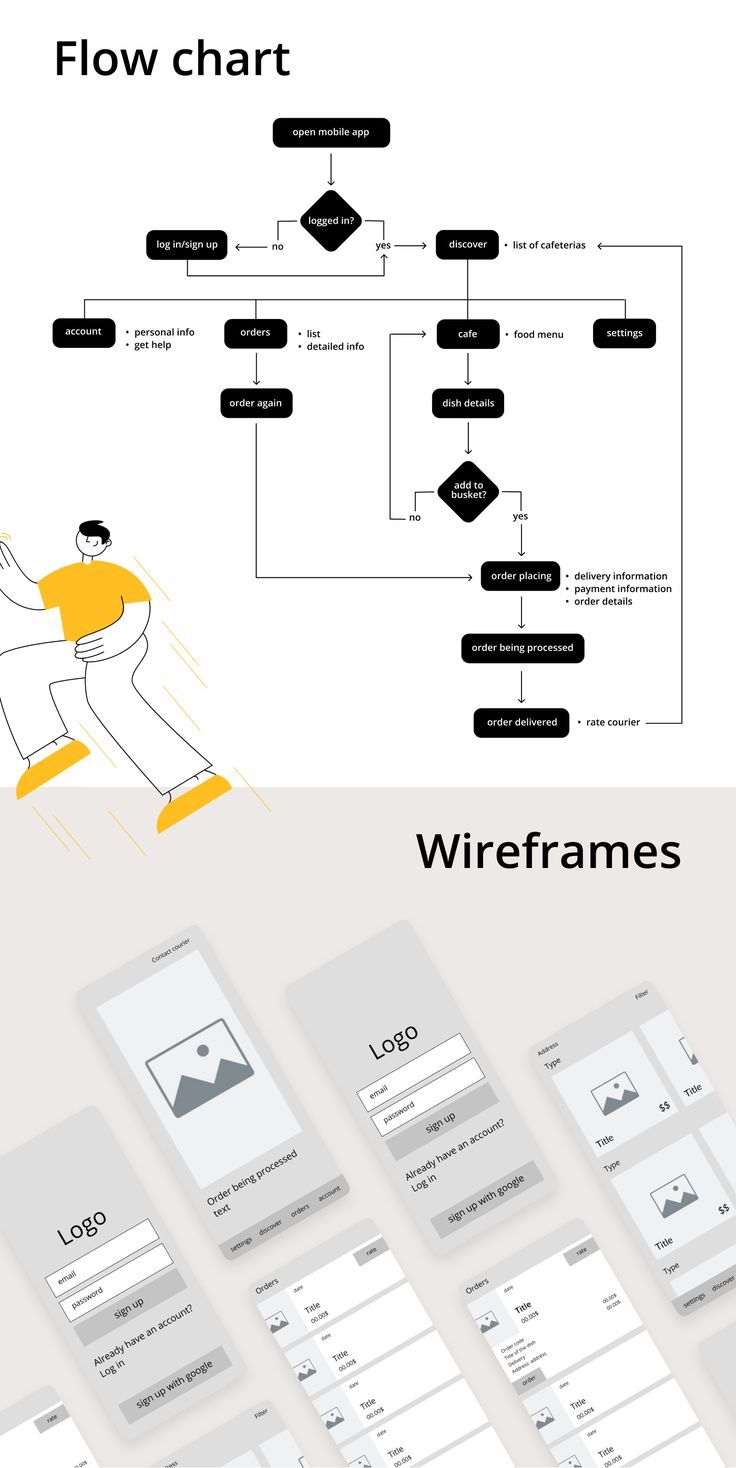 Flow chart
open mobile app
logged in?
no
yes
log in/sign up
discover
• list of cafeterias
account
• personal info
• get help
orders
• list
• detailed info
cafe
• food menu
settings
order again
dish details
add to
busket?
no
yes
order placing
• delivery information
• payment information
• order details
order being processed
order delivered
• rate courier
Wireframes
Contact courier
Order being processed
text
settings discover orders account
Logo
email
password
sign up
Already have an account?
Log in
sign up with google
Filter
Address
Type
Title
$$
Title
Type
Title
$$
Type
settings discover
Logo
email
password
sign up
Already have an account?
Log in
sign up with google
Orders
date
rate
Title
00.00$
date
Title
00.00$
date
Title
00.00$
date
Title
00.00$
Orders
date
rate
Title
00.00$
00.00$
00.00$
Order code
Title of the dish
Delivery
Address: address
order
date
Title
00.00$
date
Title
00.00$
rate
Filter